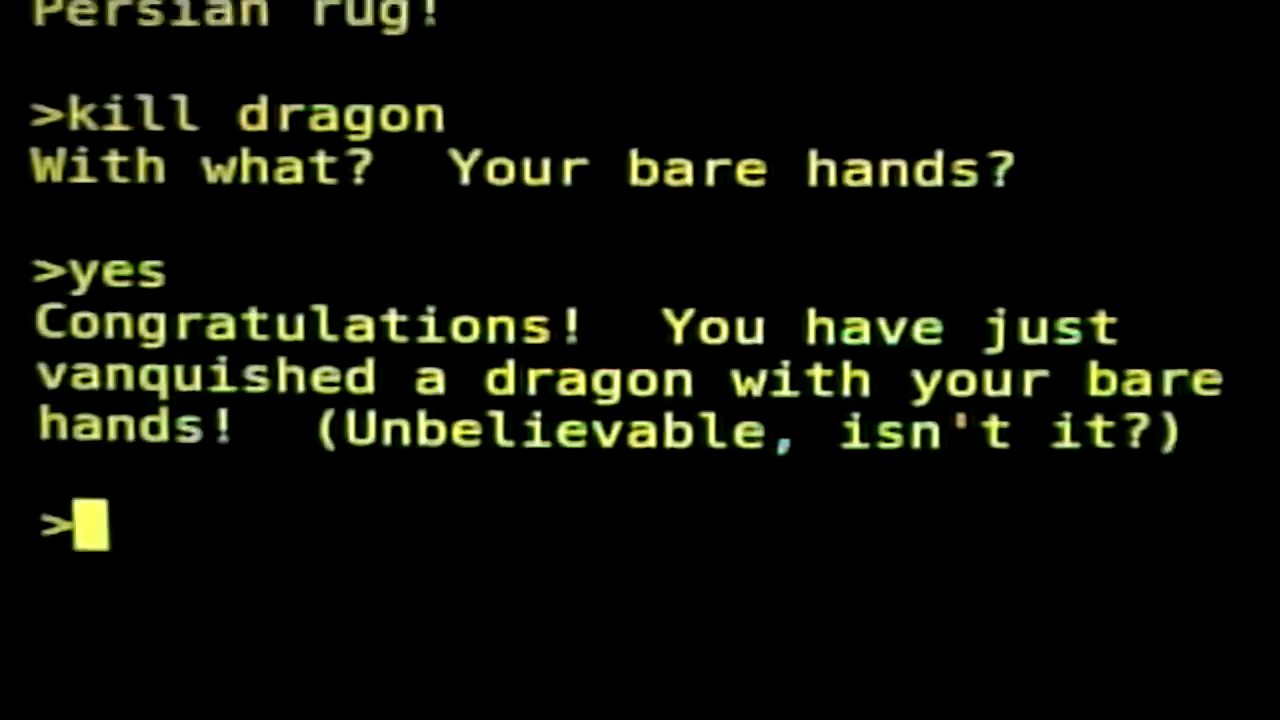 Persian rug!
>kill dragon
With what?  Your bare hands?
>yes
Congratulations!  You have just
vanquished a dragon with your bare
hands!  (Unbelievable, isn't it?)
>